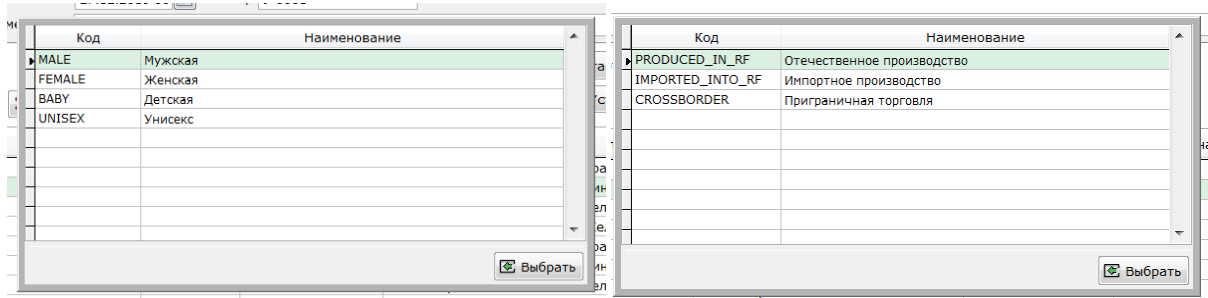 Код Наименование
MALE Мужская
FEMALE Женская
BABY Детская
UNISEX Унисекс
Выбрать
Код Наименование
PRODUCED_IN_RF Отечественное производство
IMPORTED_INTO_RF Импортное производство
CROSSBORDER Приграничная торговля
Выбрать